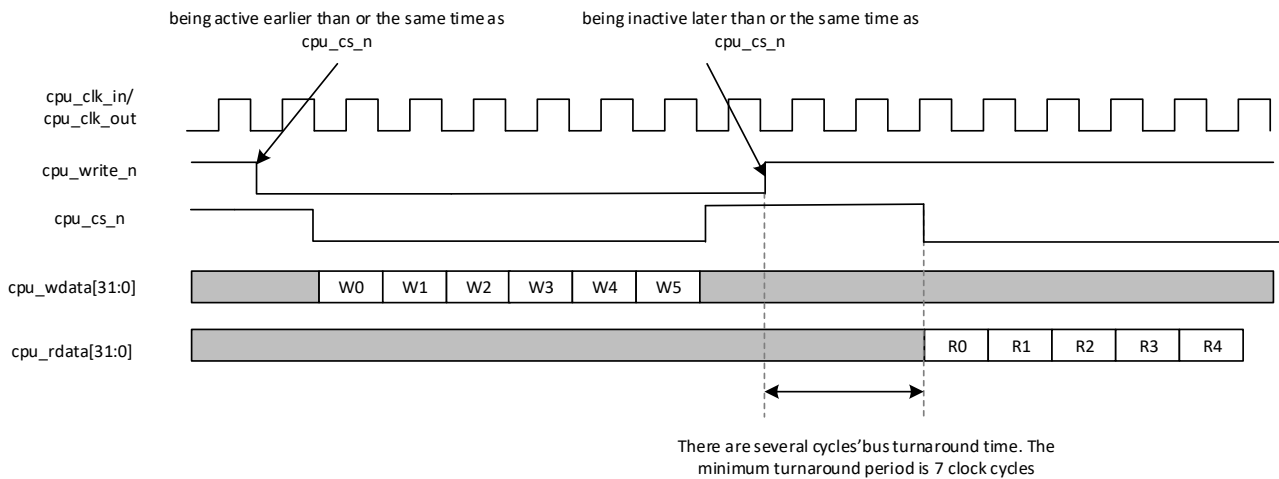 being active earlier than or the same time as
cpu_cs_n
being inactive later than or the same time as
cpu_cs_n
cpu_clk_in/
cpu_clk_out
cpu_write_n
cpu_cs_n
cpu_wdata[31:0]
W0 W1 W2 W3 W4 W5
cpu_rdata[31:0]
R0 R1 R2 R3 R4
There are several cycles’bus turnaround time. The
minimum turnaround period is 7 clock cycles